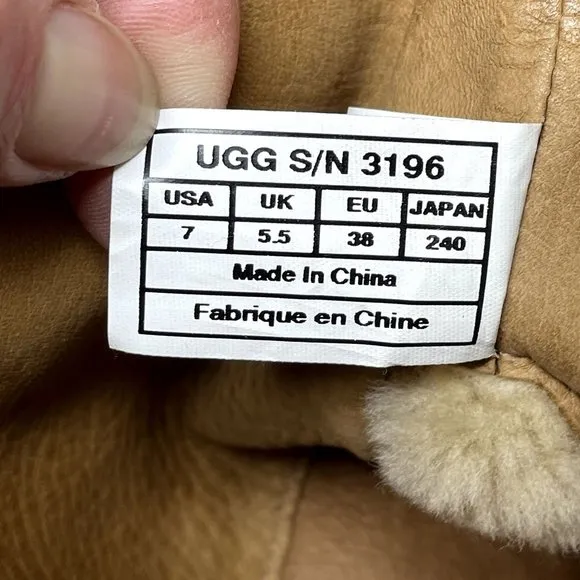 UGG S/N 3196
USA UK EU JAPAN
7 5.5 38 240
Made In China
Fabrique en Chine